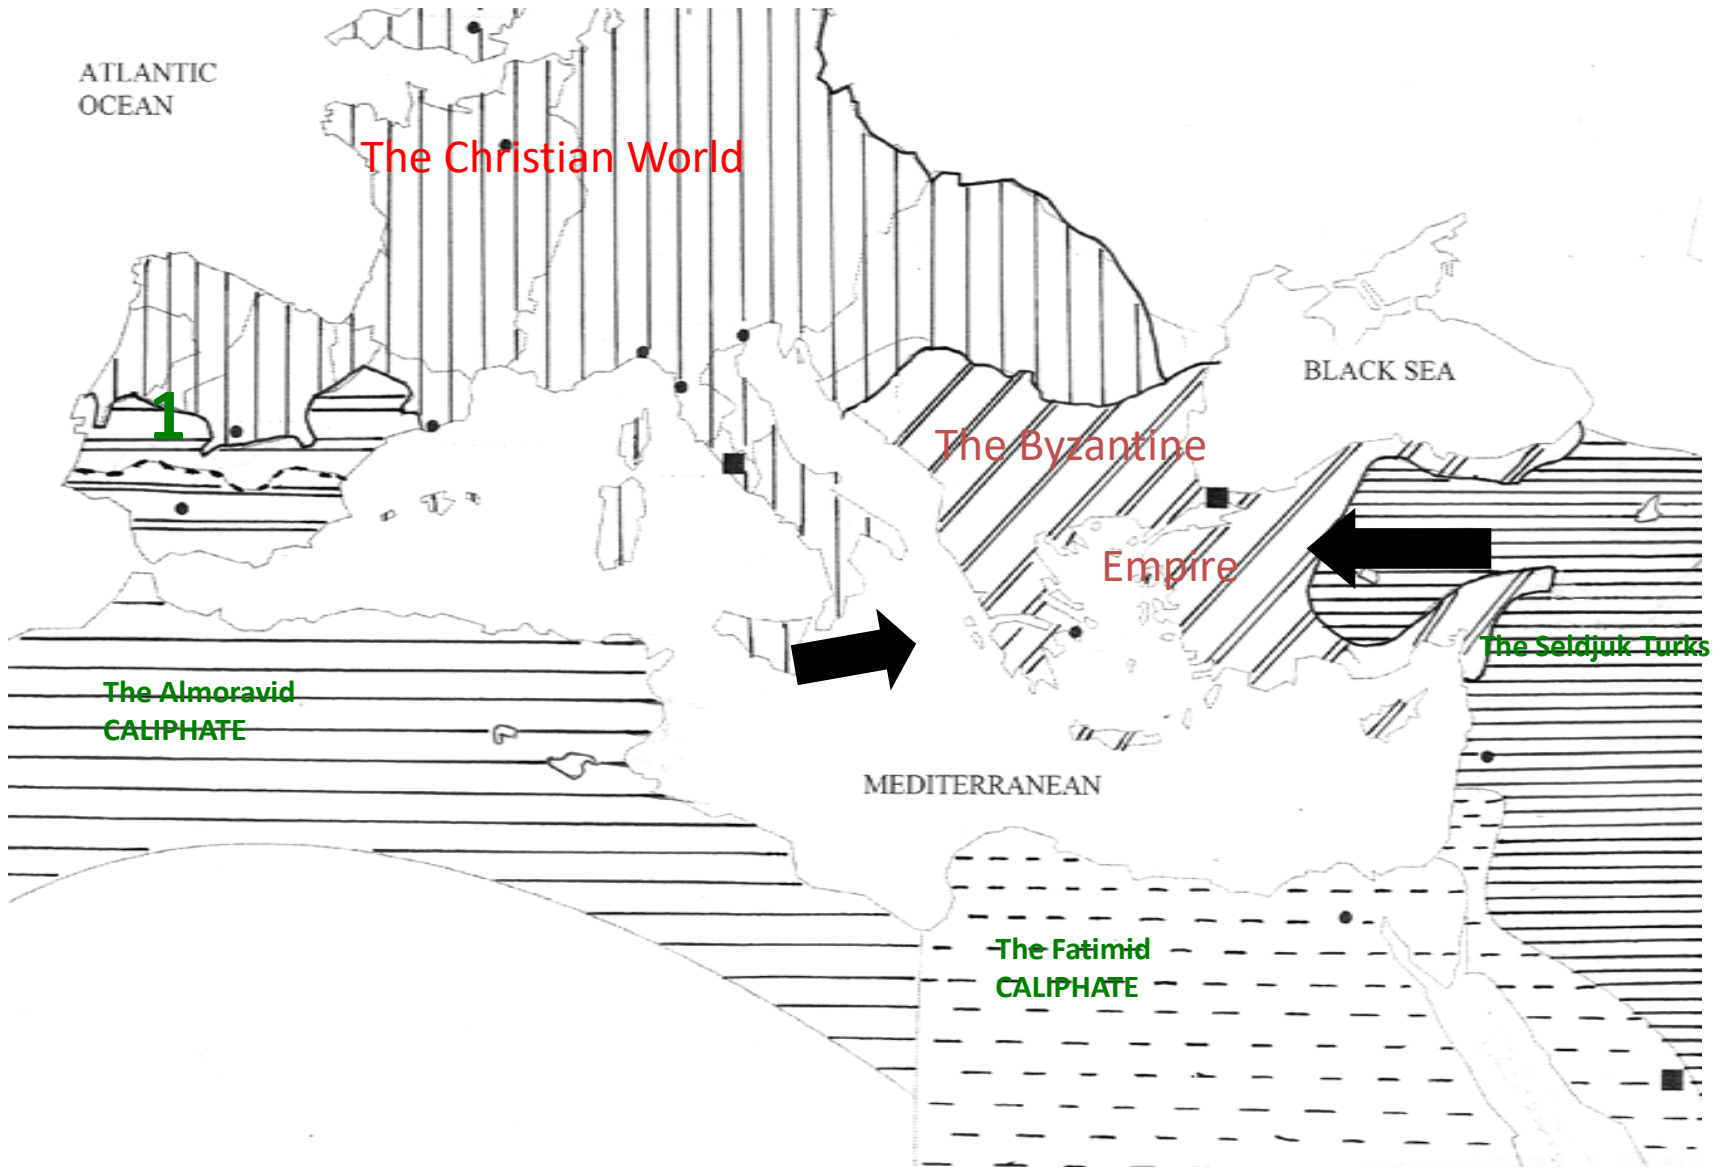 ATLANTIC
OCEAN
The Christian World
BLACK SEA
1
The Byzantine
Empire
The Seldjuk Turks
The Almoravid
CALIPHATE
MEDITERRANEAN
The Fatimid
CALIPHATE